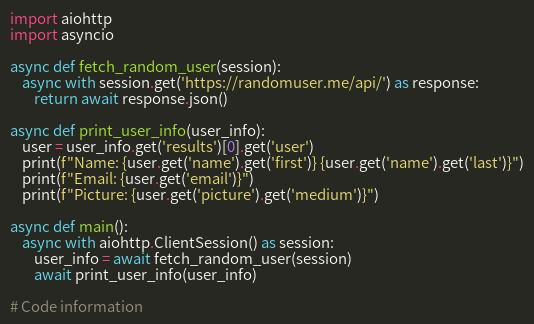 import aiohttp
import asyncio

async def fetch_random_user(session):
    async with session.get('https://randomuser.me/api/') as response:
        return await response.json()

async def print_user_info(user_info):
    user = user_info.get('results')[0].get('user')
    print(f"Name: {user.get('name').get('first')} {user.get('name').get('last')}")
    print(f"Email: {user.get('email')}")
    print(f"Picture: {user.get('picture').get('medium')}")

async def main():
    async with aiohttp.ClientSession() as session:
        user_info = await fetch_random_user(session)
        await print_user_info(user_info)

# Code information